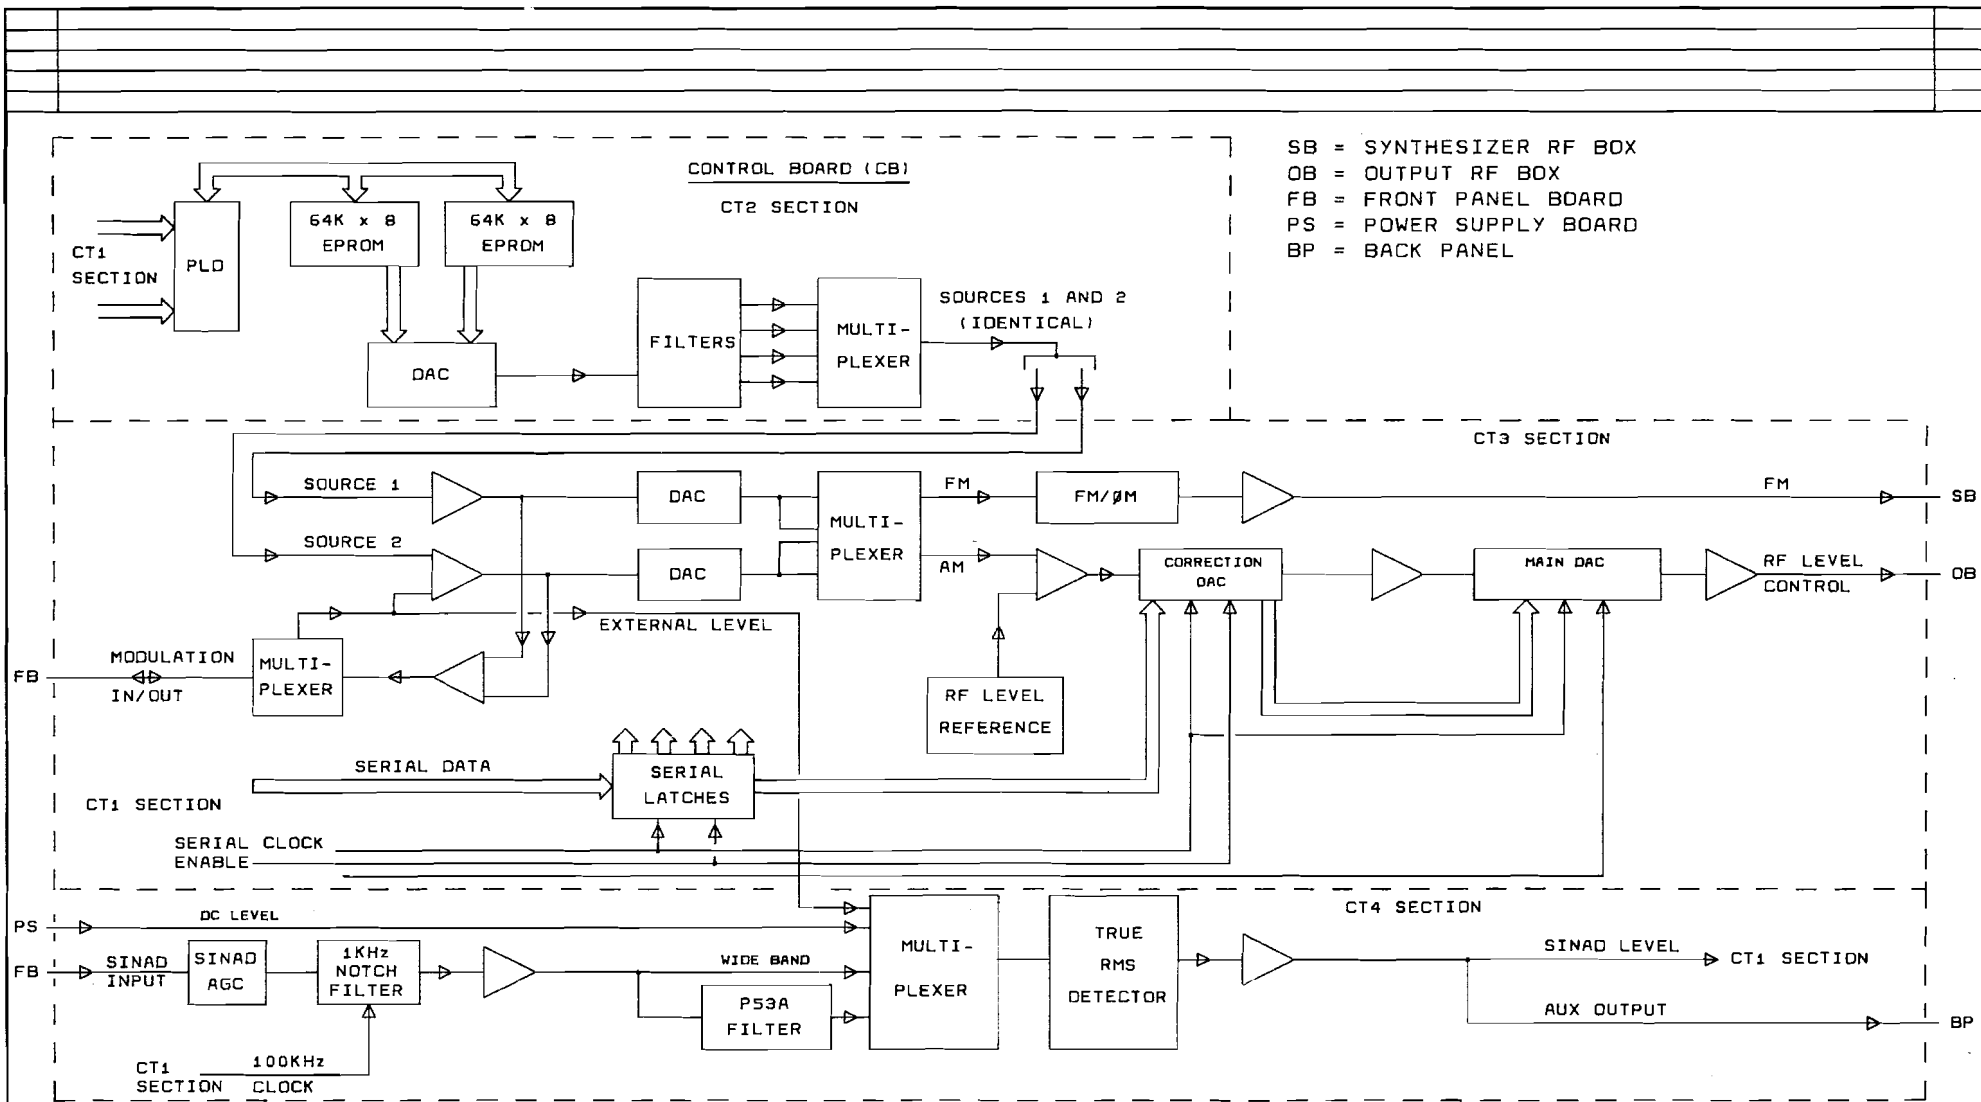 CONTROL BOARD (CB)
CT2 SECTION
SB = SYNTHESIZER RF BOX
OB = OUTPUT RF BOX
FB = FRONT PANEL BOARD
PS = POWER SUPPLY BOARD
BP = BACK PANEL
CT1
SECTION
PLD
64K x 8
EPROM
64K x 8
EPROM
DAC
FILTERS
MULTI-
PLEXER
SOURCES 1 AND 2
(IDENTICAL)
CT3 SECTION
SOURCE 1
DAC
MULTI-
PLEXER
FM
FM/ØM
FM
SB
SOURCE 2
DAC
AM
CORRECTION
DAC
MAIN DAC
RF LEVEL
CONTROL
OB
EXTERNAL LEVEL
FB
MODULATION
IN/OUT
MULTI-
PLEXER
RF LEVEL
REFERENCE
SERIAL DATA
SERIAL
LATCHES
CT1 SECTION
SERIAL CLOCK
ENABLE
CT4 SECTION
PS
DC LEVEL
FB
SINAD
INPUT
SINAD
AGC
1KHz
NOTCH
FILTER
WIDE BAND
P53A
FILTER
MULTI-
PLEXER
TRUE
RMS
DETECTOR
SINAD LEVEL
CT1 SECTION
AUX OUTPUT
BP
CT1
SECTION
100KHz
CLOCK